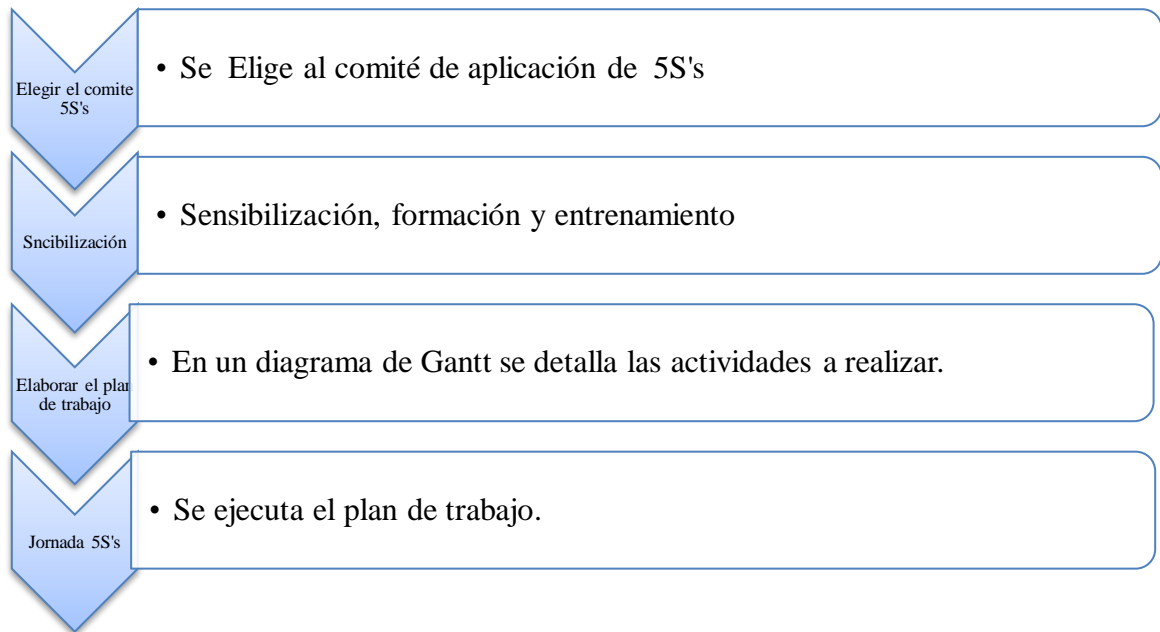 Elegir el comite
5S's
• Se Elige al comité de aplicación de 5S's
Sncibilización
• Sensibilización, formación y entrenamiento
Elaborar el plan
de trabajo
• En un diagrama de Gantt se detalla las actividades a realizar.
Jornada 5S's
• Se ejecuta el plan de trabajo.